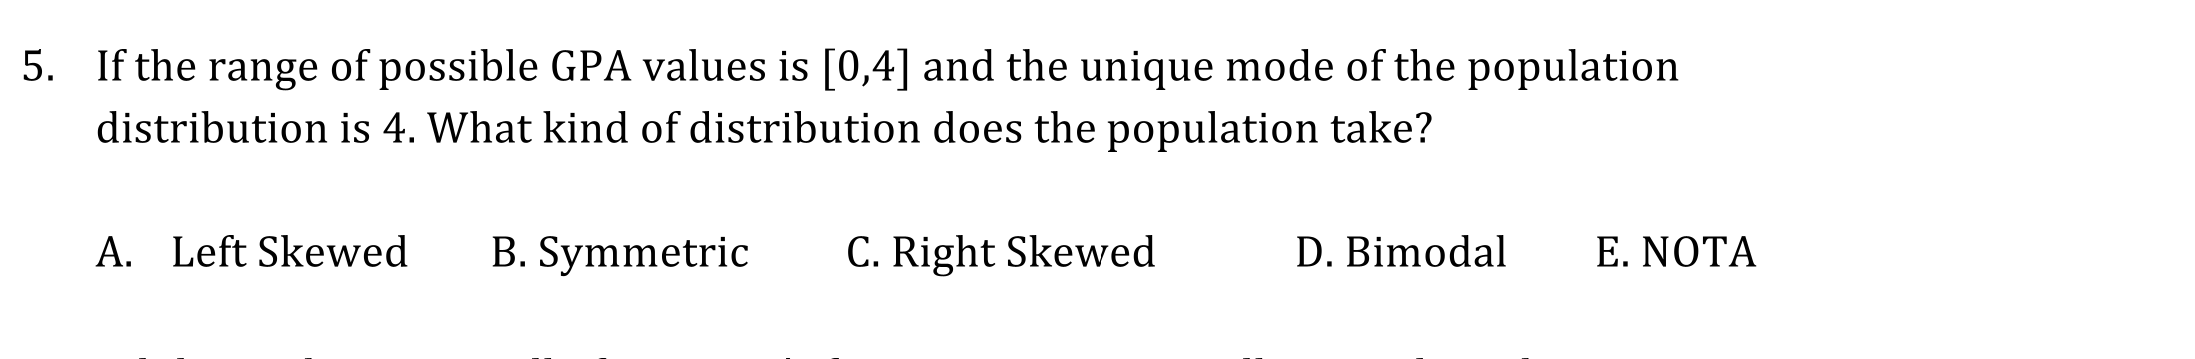 5. If the range of possible GPA values is [0,4] and the unique mode of the population
distribution is 4. What kind of distribution does the population take?
A. Left Skewed B. Symmetric C. Right Skewed D. Bimodal E. NOTA